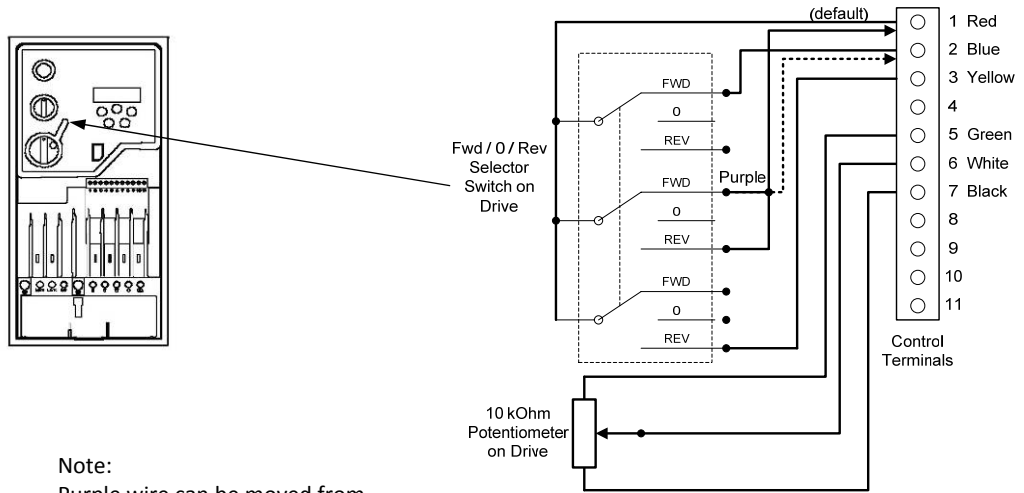 (default)
1 Red
2 Blue
3 Yellow
4
5 Green
6 White
7 Black
8
9
10
11
Control
Terminals
FWD
0
REV
Purple
FWD
0
REV
FWD
0
REV
Fwd / 0 / Rev
Selector
Switch on
Drive
10 kOhm
Potentiometer
on Drive
Note:
Purple wire can be moved from